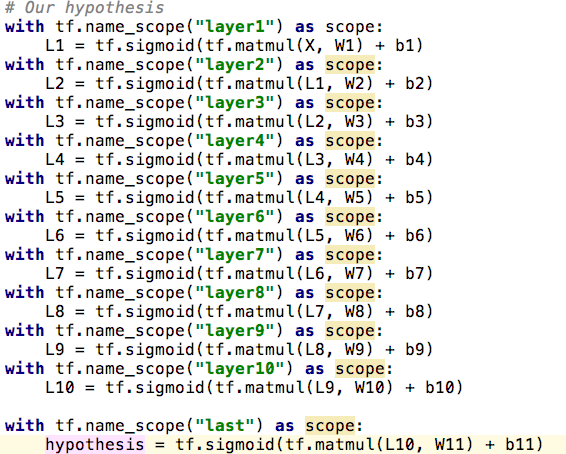 # Our hypothesis
with tf.name_scope("layer1") as scope:
    L1 = tf.sigmoid(tf.matmul(X, W1) + b1)
with tf.name_scope("layer2") as scope:
    L2 = tf.sigmoid(tf.matmul(L1, W2) + b2)
with tf.name_scope("layer3") as scope:
    L3 = tf.sigmoid(tf.matmul(L2, W3) + b3)
with tf.name_scope("layer4") as scope:
    L4 = tf.sigmoid(tf.matmul(L3, W4) + b4)
with tf.name_scope("layer5") as scope:
    L5 = tf.sigmoid(tf.matmul(L4, W5) + b5)
with tf.name_scope("layer6") as scope:
    L6 = tf.sigmoid(tf.matmul(L5, W6) + b6)
with tf.name_scope("layer7") as scope:
    L7 = tf.sigmoid(tf.matmul(L6, W7) + b7)
with tf.name_scope("layer8") as scope:
    L8 = tf.sigmoid(tf.matmul(L7, W8) + b8)
with tf.name_scope("layer9") as scope:
    L9 = tf.sigmoid(tf.matmul(L8, W9) + b9)
with tf.name_scope("layer10") as scope:
    L10 = tf.sigmoid(tf.matmul(L9, W10) + b10)

with tf.name_scope("last") as scope:
    hypothesis = tf.sigmoid(tf.matmul(L10, W11) + b11)